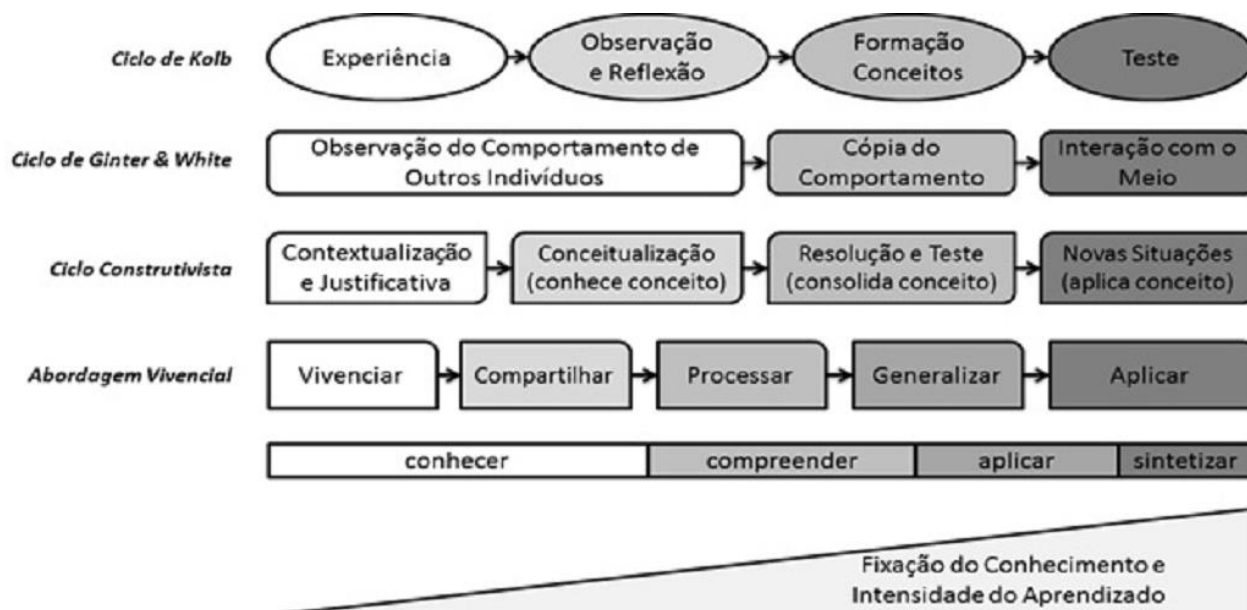 Ciclo de Kolb
Experiência
Observação
e Reflexão
Formação
Conceitos
Teste
Ciclo de Ginter & White
Observação do Comportamento de
Outros Indivíduos
Cópia do
Comportamento
Interação com o
Meio
Ciclo Construtivista
Contextualização
e Justificativa
Conceitualização
(conhece conceito)
Resolução e Teste
(consolida conceito)
Novas Situações
(aplica conceito)
Abordagem Vivencial
Vivenciar
Compartilhar
Processar
Generalizar
Aplicar
conhecer
compreender
aplicar
sintetizar
Fixação do Conhecimento e
Intensidade do Aprendizado